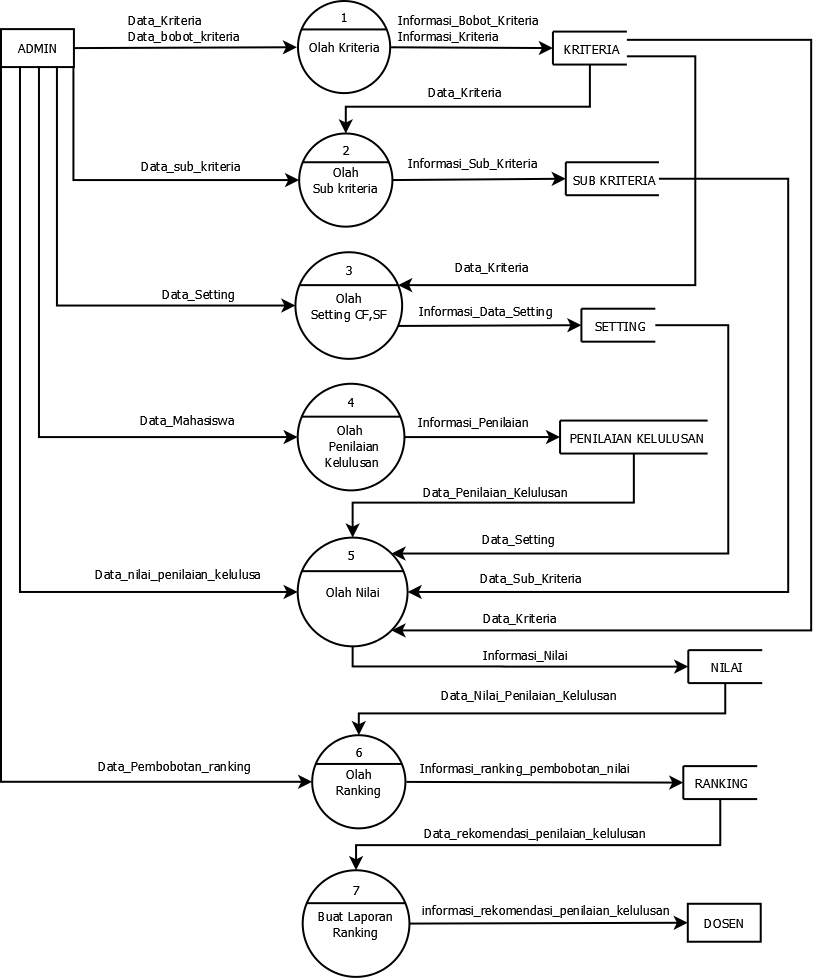 1
Data_Kriteria
Informasi_Bobot_Kriteria
Data_bobot_kriteria
Informasi_Kriteria
ADMIN
Olah Kriteria
KRITERIA
Data_Kriteria
2
Data_sub_kriteria
Informasi_Sub_Kriteria
Olah
Sub kriteria
SUB KRITERIA
3
Data_Kriteria
Data_Setting
Olah
Setting CF,SF
Informasi_Data_Setting
SETTING
4
Data_Mahasiswa
Informasi_Penilaian
Olah
Penilaian
Kelulusan
PENILAIAN KELULUSAN
Data_Penilaian_Kelulusan
Data_Setting
5
Data_nilai_penilaian_kelulusa
Data_Sub_Kriteria
Olah Nilai
Data_Kriteria
Informasi_Nilai
NILAI
Data_Nilai_Penilaian_Kelulusan
6
Data_Pembobotan_ranking
Informasi_ranking_pembobotan_nilai
Olah
Ranking
RANKING
Data_rekomendasi_penilaian_kelulusan
7
informasi_rekomendasi_penilaian_kelulusan
Buat Laporan
Ranking
DOSEN